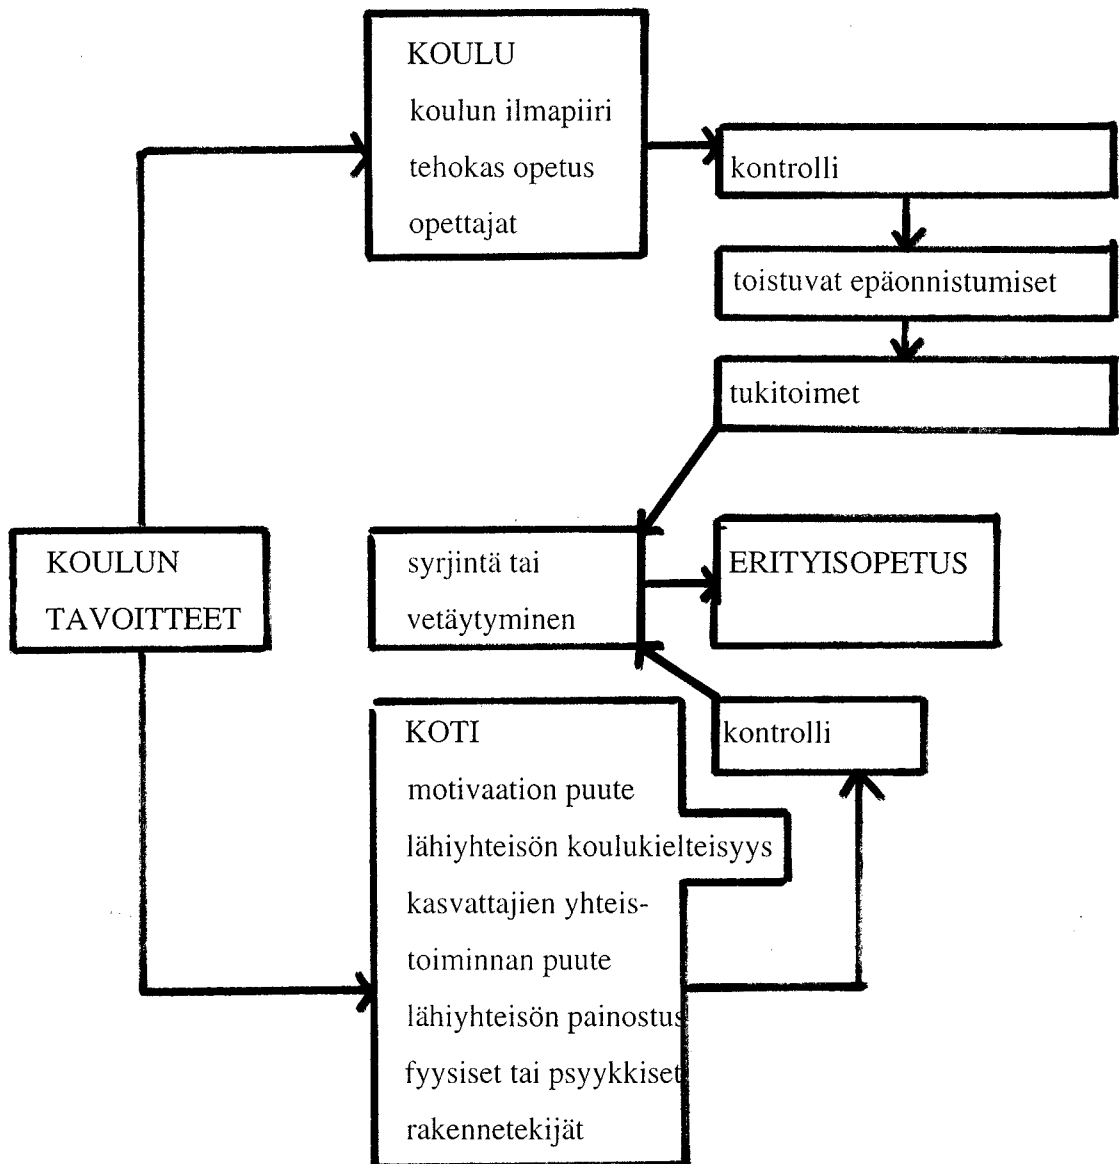 KOULU
koulun ilmapiiri
tehokas opetus
opettajat
kontrolli
toistuvat epäonnistumiset
tukitoimet
KOULUN
TAVOITTEET
syrjintä tai
vetäytyminen
ERITYISOPETUS
KOTI
motivaation puute
lähiyhteisön koulukielteisyys
kasvattajien yhteis-
toiminnan puute
lähiyhteisön painostus
fyysiset tai psyykkiset
rakennetekijät
kontrolli